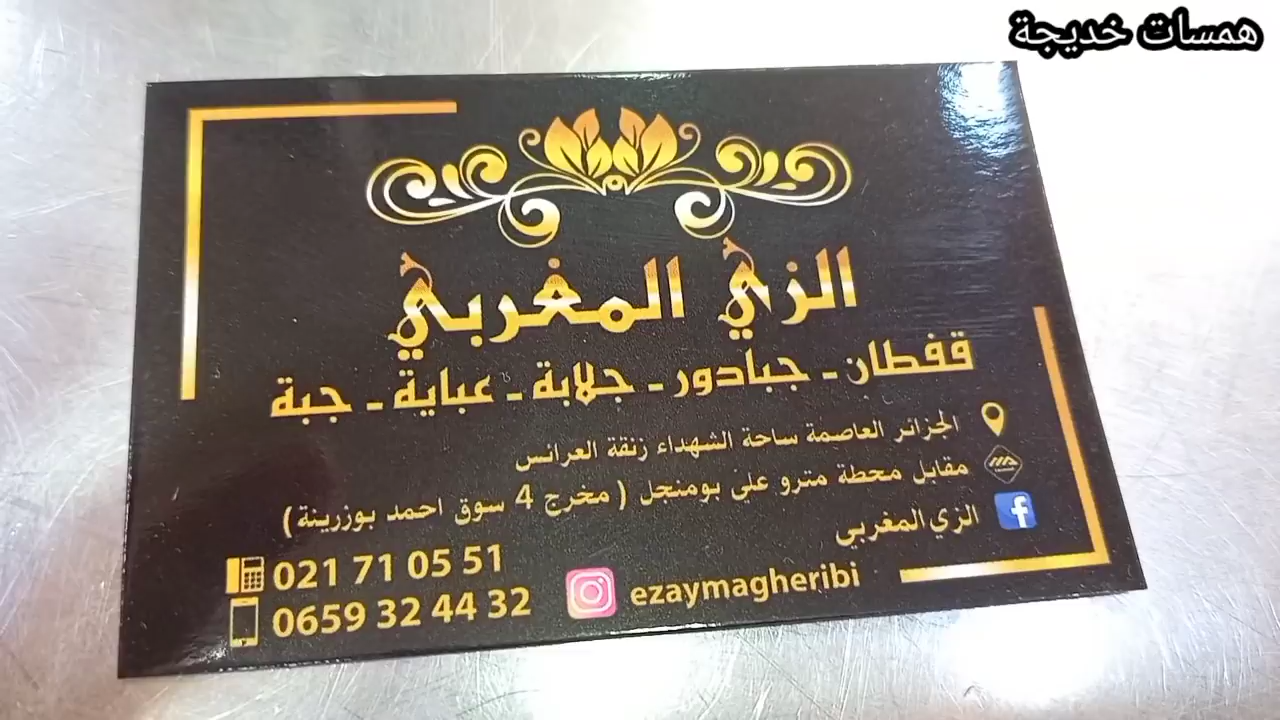 همسات خديجة
الزي المغربي
قفطان - جبادور - جلابة - عباية - جبة
الجزائر العاصمة ساحة الشهداء زنقة العرائس
مقابل محطة مترو علي بومنجل ( مخرج 4 سوق احمد بوزرينة)
الزي المغربي
021 71 05 51
0659 32 44 32
ezaymagheribi